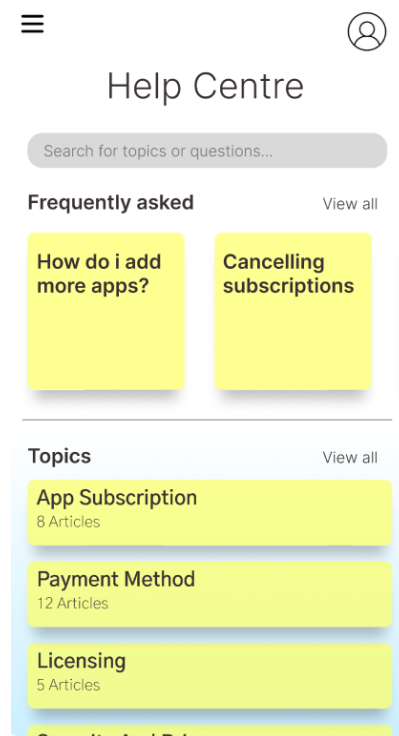 Help Centre
Search for topics or questions...
Frequently asked
View all
How do i add
more apps?
Cancelling
subscriptions
Topics
View all
App Subscription
8 Articles
Payment Method
12 Articles
Licensing
5 Articles